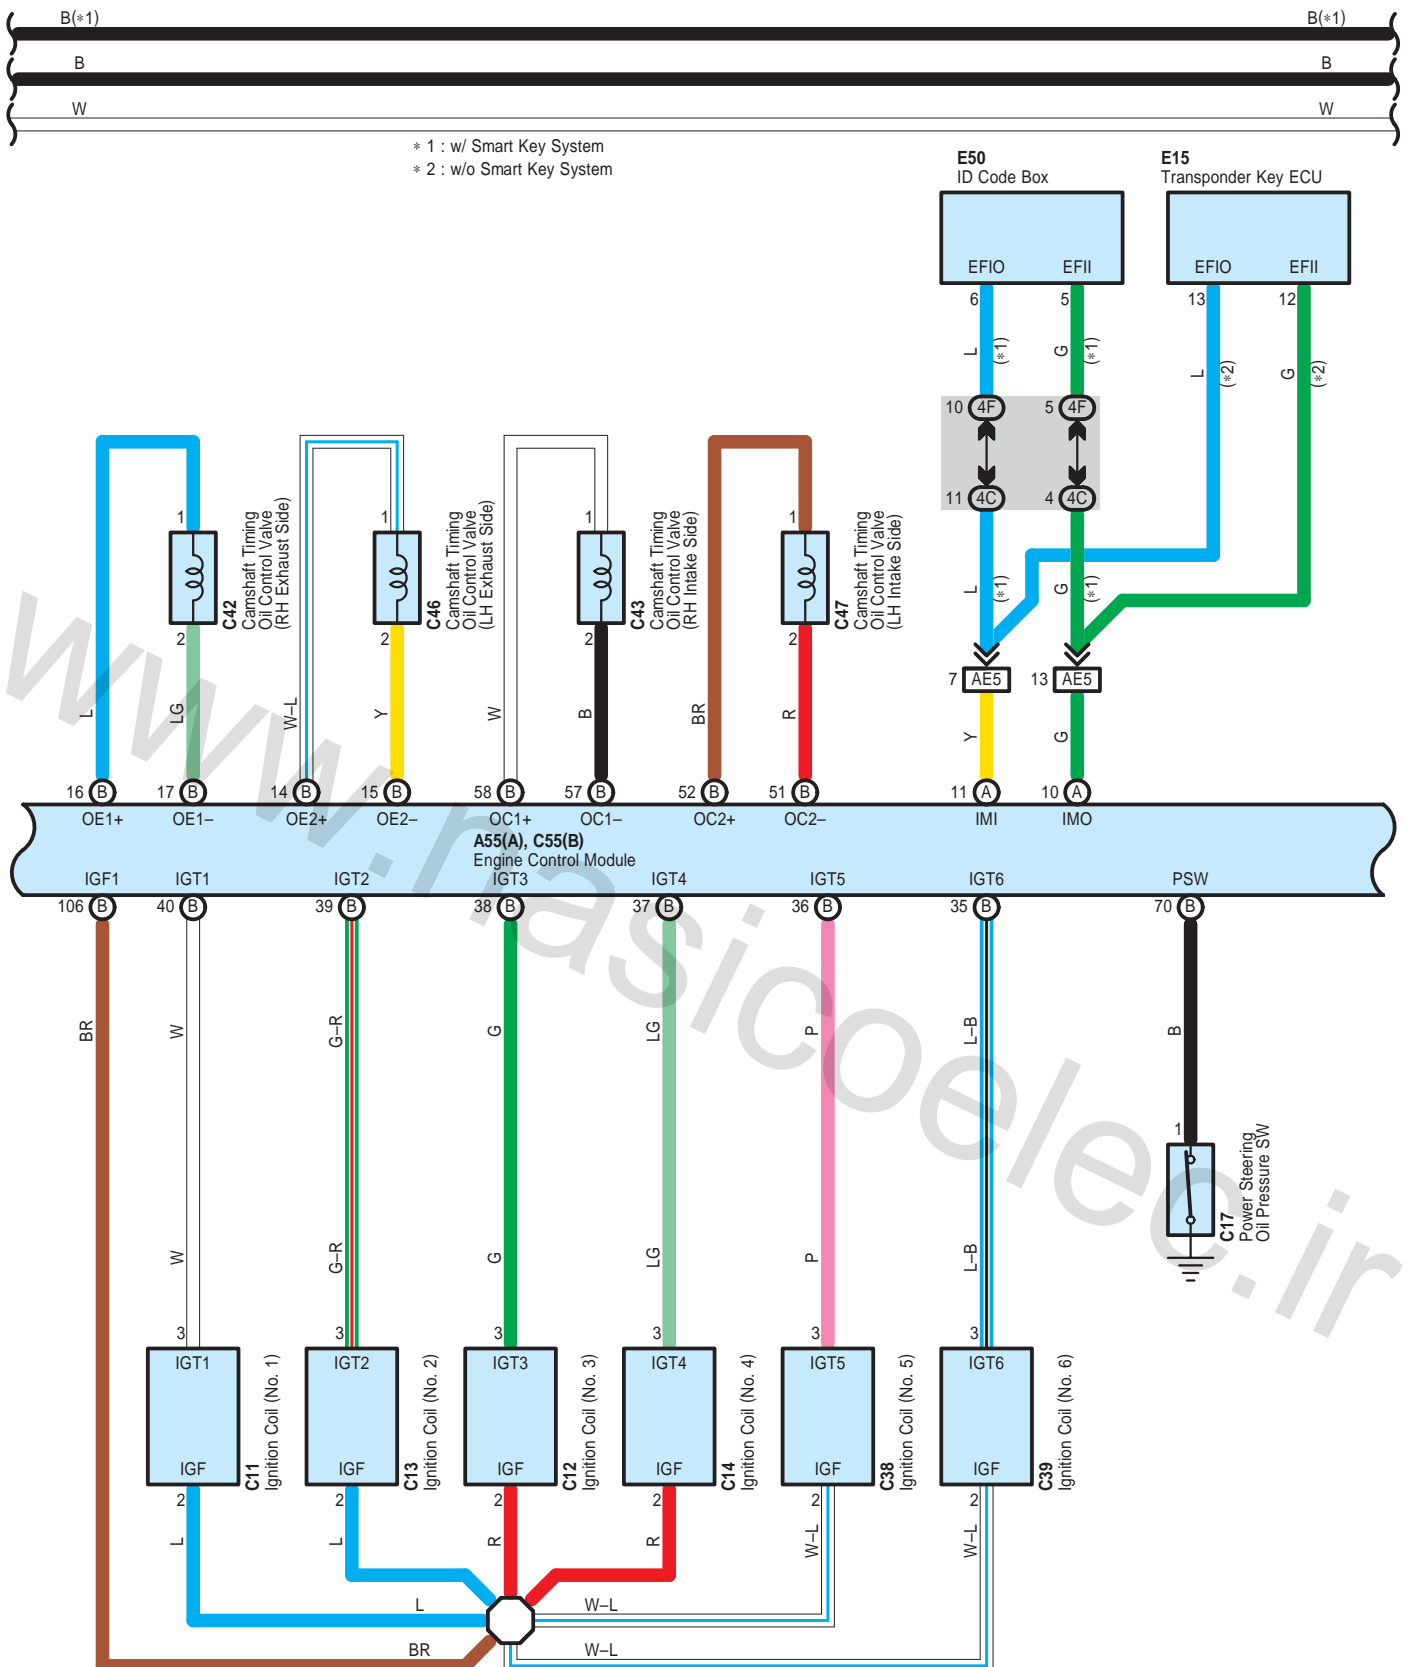 B(*1) B(*1)
B B
W W
* 1 : w/ Smart Key System
* 2 : w/o Smart Key System
E50
ID Code Box
E15
Transponder Key ECU
EFIO EFII EFIO EFII
6 5 13 12
L (*1) G (*1) L (*2) G (*2)
10 4F 5 4F
11 4C 4 4C
L (*1) G (*1)
7 AE5 13 AE5
Y G
1 1 1 1
C42
Camshaft Timing
Oil Control Valve
(RH Exhaust Side)
C46
Camshaft Timing
Oil Control Valve
(LH Exhaust Side)
C43
Camshaft Timing
Oil Control Valve
(RH Intake Side)
C47
Camshaft Timing
Oil Control Valve
(LH Intake Side)
2 2 2 2
L LG W–L Y W B BR R
16 B 17 B 14 B 15 B 58 B 57 B 52 B 51 B 11 A 10 A
OE1+ OE1– OE2+ OE2– OC1+ OC1– OC2+ OC2– IMI IMO
A55(A), C55(B)
Engine Control Module
IGF1 IGT1 IGT2 IGT3 IGT4 IGT5 IGT6 PSW
106 B 40 B 39 B 38 B 37 B 36 B 35 B 70 B
BR W G–R G LG P L–B B
1
C17
Power Steering
Oil Pressure SW
W G–R G LG P L–B
3 3 3 3 3 3
IGT1 IGT2 IGT3 IGT4 IGT5 IGT6
C11
Ignition Coil (No. 1)
C13
Ignition Coil (No. 2)
C12
Ignition Coil (No. 3)
C14
Ignition Coil (No. 4)
C38
Ignition Coil (No. 5)
C39
Ignition Coil (No. 6)
IGF IGF IGF IGF IGF IGF
2 2 2 2 2 2
L L R R W–L W–L
L W–L
BR W–L
www.nasicoelec.ir